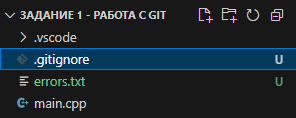 ЗАДАНИЕ 1 - РАБОТА С GIT
.vscode
.gitignore U
errors.txt U
main.cpp